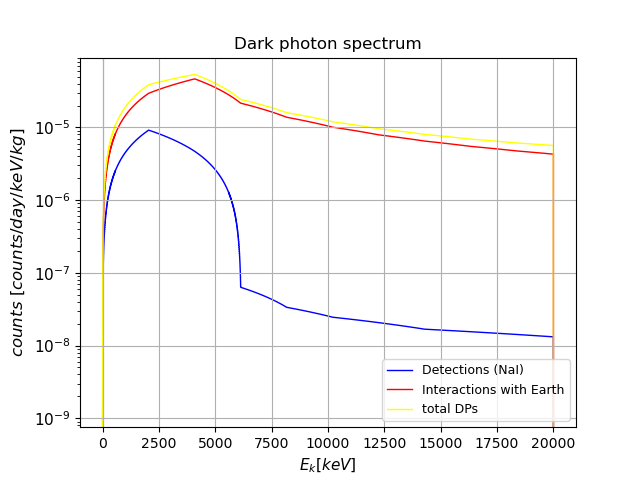 Dark photon spectrum
counts [counts/day/keV/kg]
10⁻⁵
10⁻⁶
10⁻⁷
10⁻⁸
10⁻⁹
Detections (NaI)
Interactions with Earth
total DPs
0 2500 5000 7500 10000 12500 15000 17500 20000
Eₖ[keV]